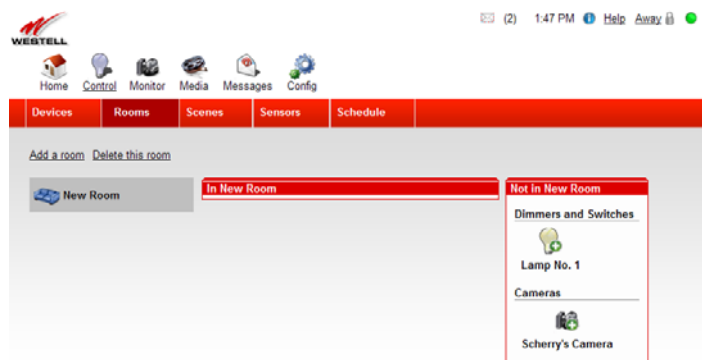 (2) 1:47 PM Help Away
WESTELL
Home Control Monitor Media Messages Config
Devices Rooms Scenes Sensors Schedule
Add a room Delete this room
New Room
In New Room
Not in New Room
Dimmers and Switches
Lamp No. 1
Cameras
Scherry's Camera